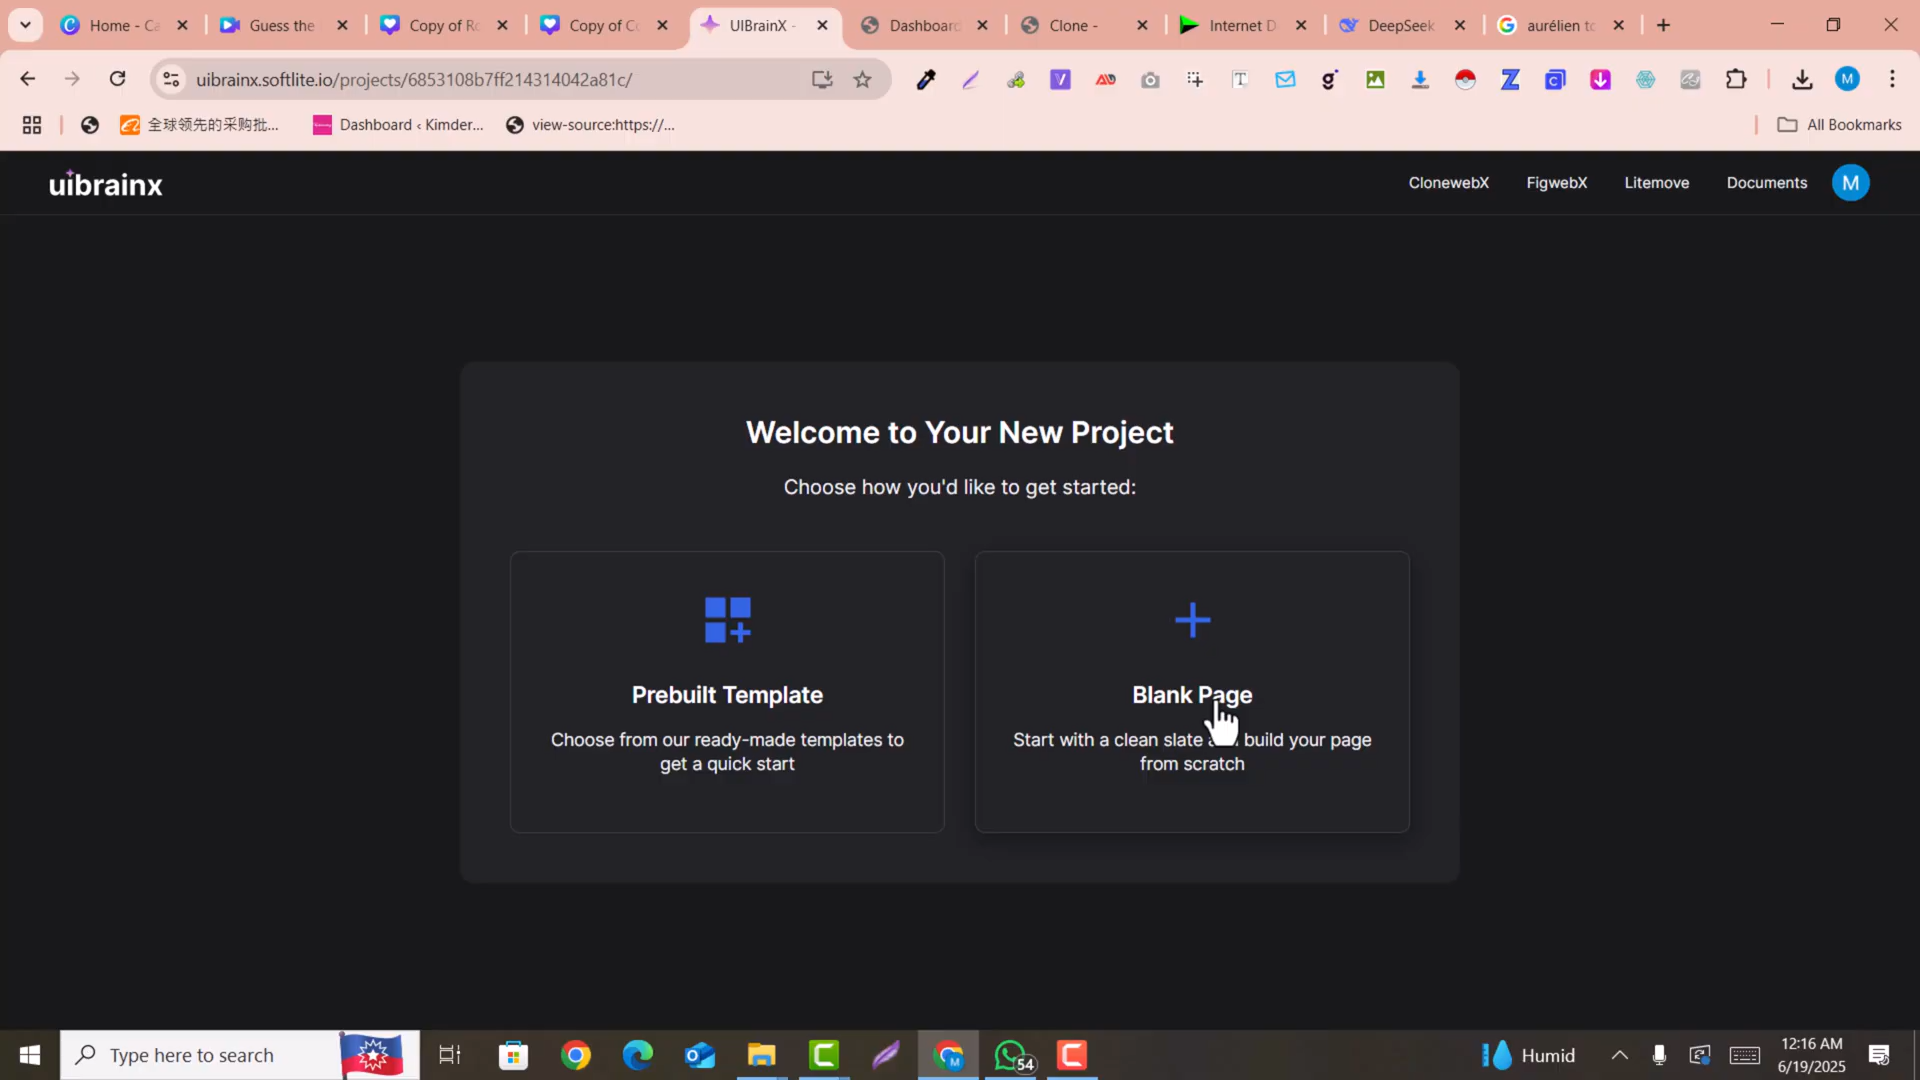 Home - Ca
Guess the
Copy of Ro
Copy of Co
UIBrainX -
Dashboard
Clone -
Internet D
DeepSeek
aurélien to
uibrainx.softlite.io/projects/6853108b7ff214314042a81c/
M
全球领先的采购批...
Dashboard ‹ Kimder...
view-source:https://...
All Bookmarks
uibrainx
ClonewebX
FigwebX
Litemove
Documents
M
Welcome to Your New Project
Choose how you'd like to get started:
Prebuilt Template
Choose from our ready-made templates to
get a quick start
Blank Page
Start with a clean slate build your page
from scratch
Type here to search
54
Humid
12:16 AM
6/19/2025